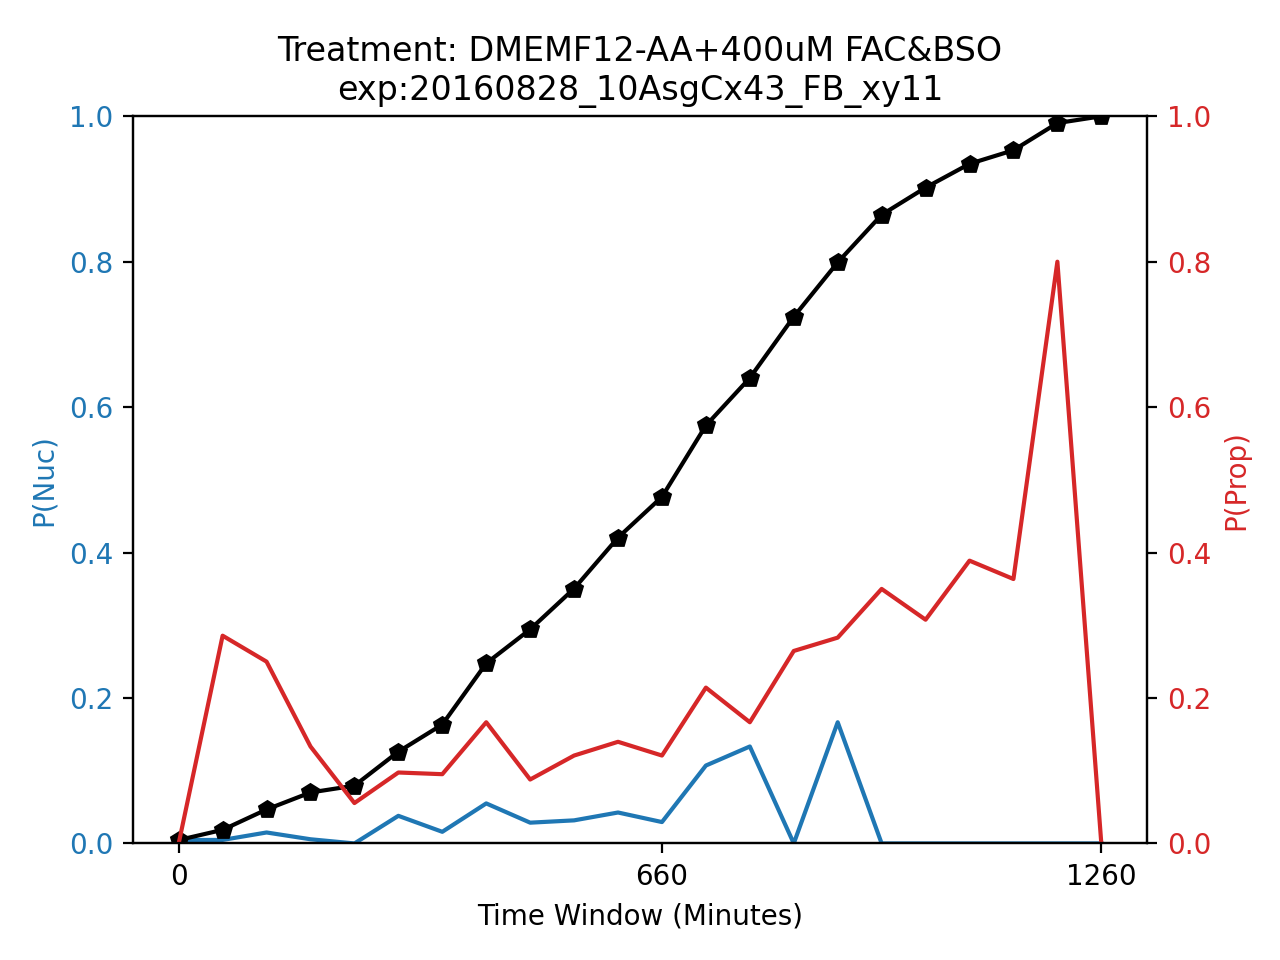 Treatment: DMEMF12-AA+400uM FAC&BSO
exp:20160828_10AsgCx43_FB_xy11
1.0
0.8
0.6
0.4
0.2
0.0
P(Nuc)
1.0
0.8
0.6
0.4
0.2
0.0
P(Prop)
0 660 1260
Time Window (Minutes)